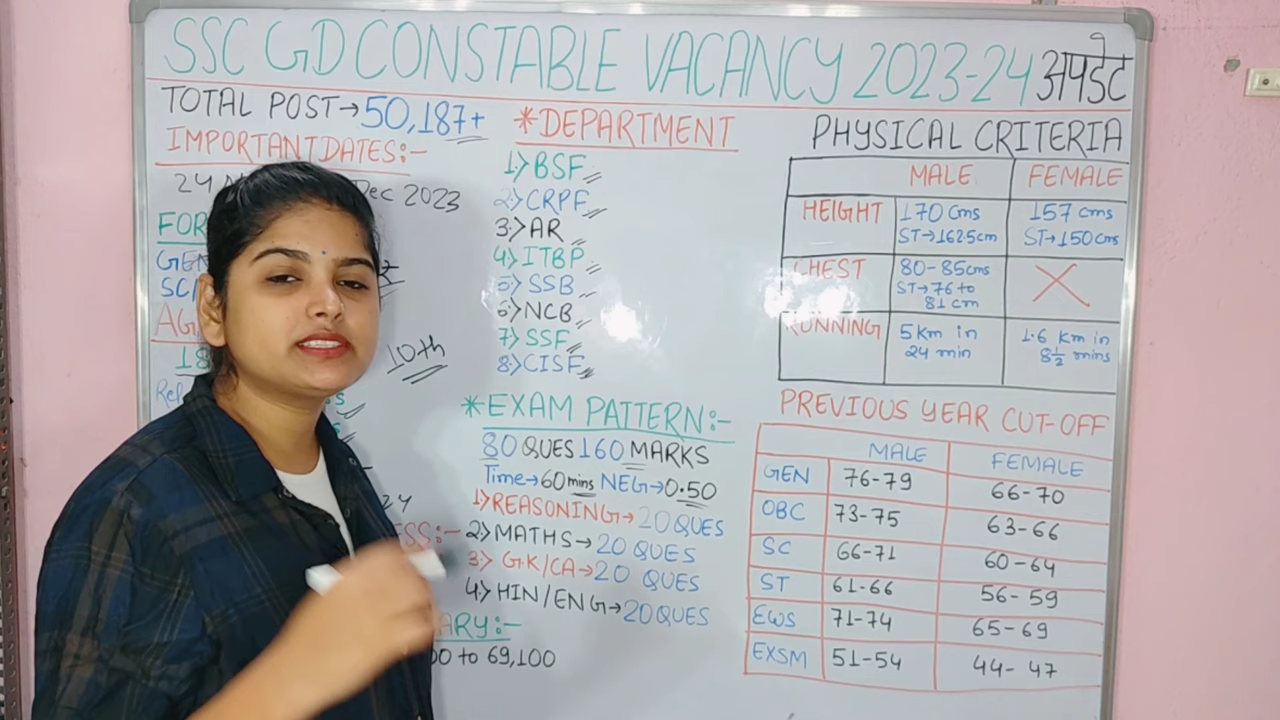 SSC GD CONSTABLE VACANCY 2023-24 अपडेट
TOTAL POST→50,187+
IMPORTANT DATES:-
24 Dec 2023
10th
*DEPARTMENT
1>BSF
2>CRPF
3>AR
4>ITBP
5>SSB
6>NCB
7>SSF
8>CISF
*EXAM PATTERN:-
80 QUES 160 MARKS
Time→60 mins NEG→0.50
1>REASONING→20 QUES
2>MATHS→20 QUES
3>GK/CA→20 QUES
4>HIN/ENG→20 QUES
to 69,100
PHYSICAL CRITERIA
MALE FEMALE
HEIGHT 170 cms 157 cms
ST→162.5cm ST→150cms
CHEST 80-85cms
ST→76 to
81 cm
RUNNING 5km in 1.6 km in
24 min 8½ mins
PREVIOUS YEAR CUT-OFF
MALE FEMALE
GEN 76-79 66-70
OBC 73-75 63-66
SC 66-71 60-64
ST 61-66 56-59
EWS 71-74 65-69
EXSM 51-54 44-47